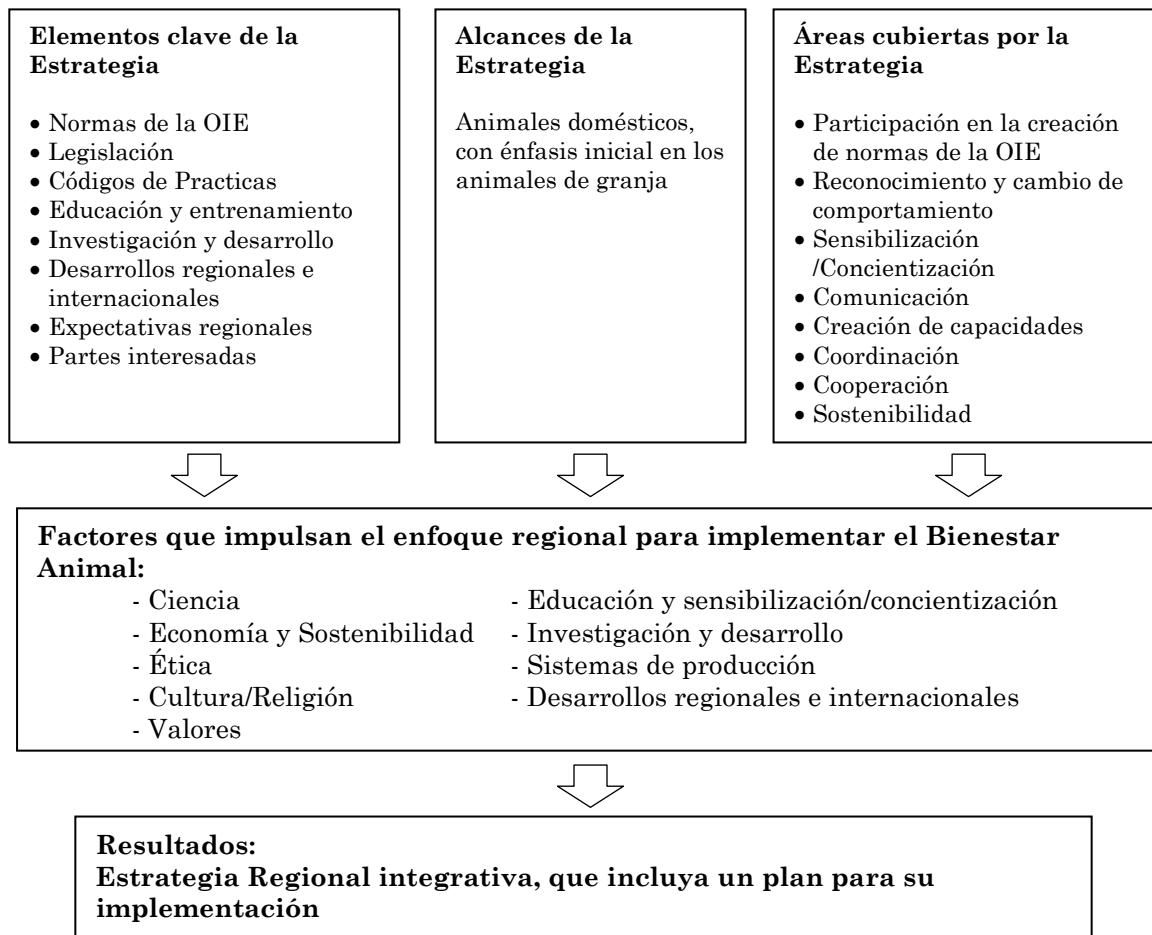 Elementos clave de la
Estrategia
• Normas de la OIE
• Legislación
• Códigos de Practicas
• Educación y entrenamiento
• Investigación y desarrollo
• Desarrollos regionales e
internacionales
• Expectativas regionales
• Partes interesadas
Alcances de la
Estrategia
Animales domésticos,
con énfasis inicial en los
animales de granja
Áreas cubiertas por la
Estrategia
• Participación en la creación
de normas de la OIE
• Reconocimiento y cambio de
comportamiento
• Sensibilización
/Concientización
• Comunicación
• Creación de capacidades
• Coordinación
• Cooperación
• Sostenibilidad
Factores que impulsan el enfoque regional para implementar el Bienestar
Animal:
- Ciencia
- Economía y Sostenibilidad
- Ética
- Cultura/Religión
- Valores
- Educación y sensibilización/concientización
- Investigación y desarrollo
- Sistemas de producción
- Desarrollos regionales e internacionales
Resultados:
Estrategia Regional integrativa, que incluya un plan para su
implementación